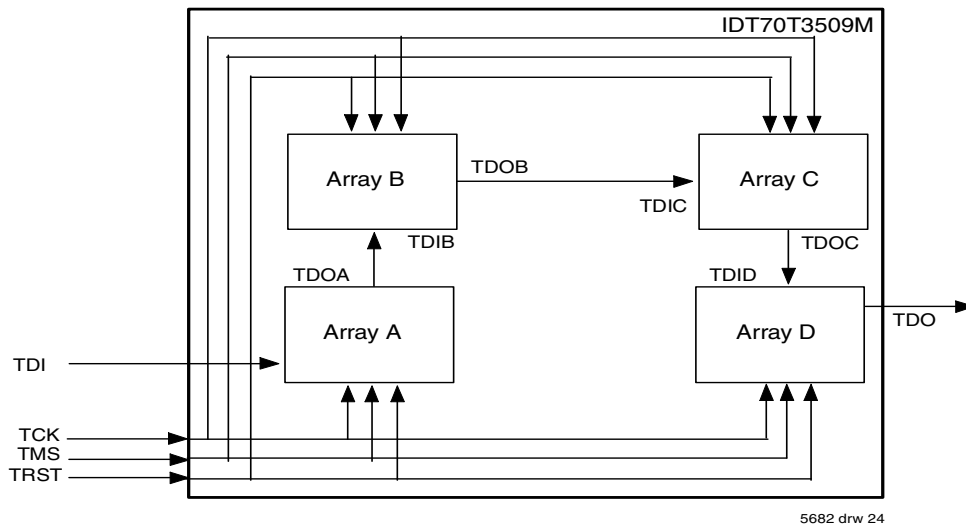 IDT70T3509M
Array B
TDOB
Array C
TDIC
TDIB
TDOC
TDOA
TDID
Array A
Array D
TDO
TDI
TCK
TMS
TRST
5682 drw 24